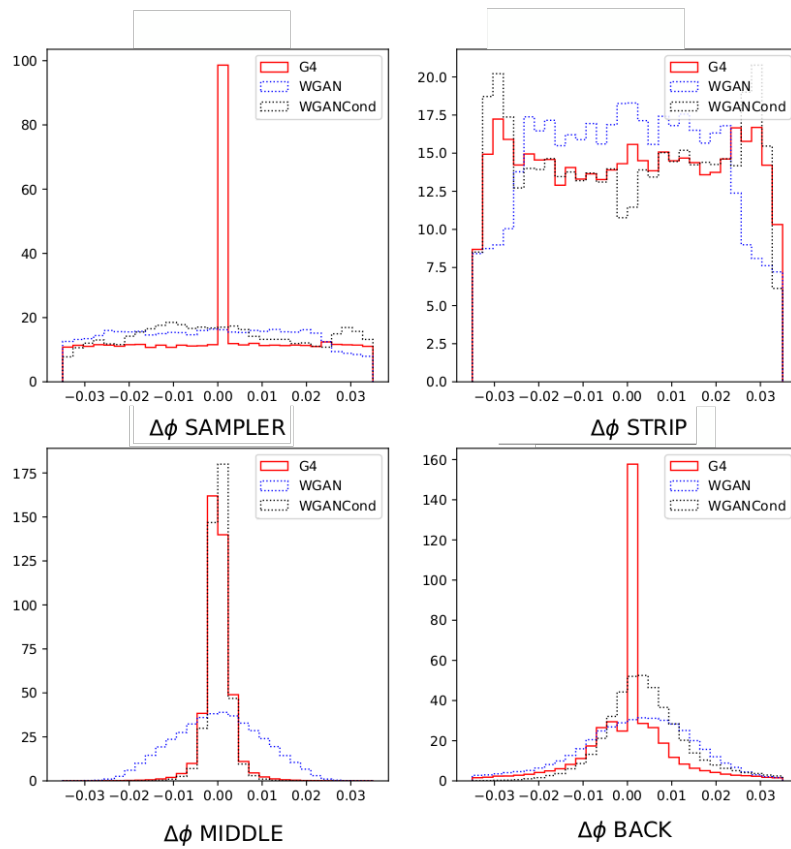 G4
WGAN
WGANCond
100
80
60
40
20
0
−0.03 −0.02 −0.01 0.00 0.01 0.02 0.03
Δϕ SAMPLER
G4
WGAN
WGANCond
20.0
17.5
15.0
12.5
10.0
7.5
5.0
2.5
0.0
−0.03 −0.02 −0.01 0.00 0.01 0.02 0.03
Δϕ STRIP
G4
WGAN
WGANCond
175
150
125
100
75
50
25
0
−0.03 −0.02 −0.01 0.00 0.01 0.02 0.03
Δϕ MIDDLE
G4
WGAN
WGANCond
160
140
120
100
80
60
40
20
0
−0.03 −0.02 −0.01 0.00 0.01 0.02 0.03
Δϕ BACK